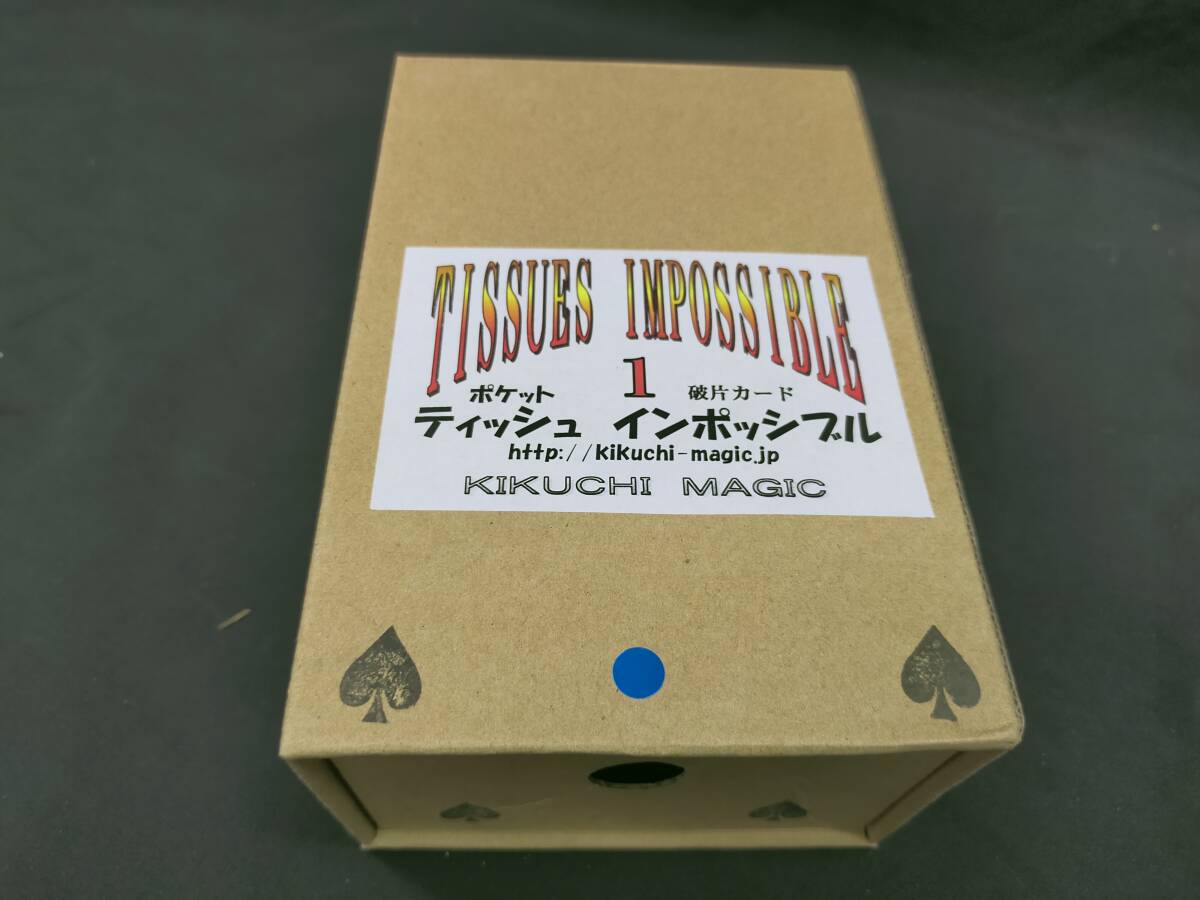 TISSUES IMPOSSIBLE
ポケット 1 破片カード
ティッシュ インポッシブル
http://kikuchi-magic.jp
KIKUCHI MAGIC